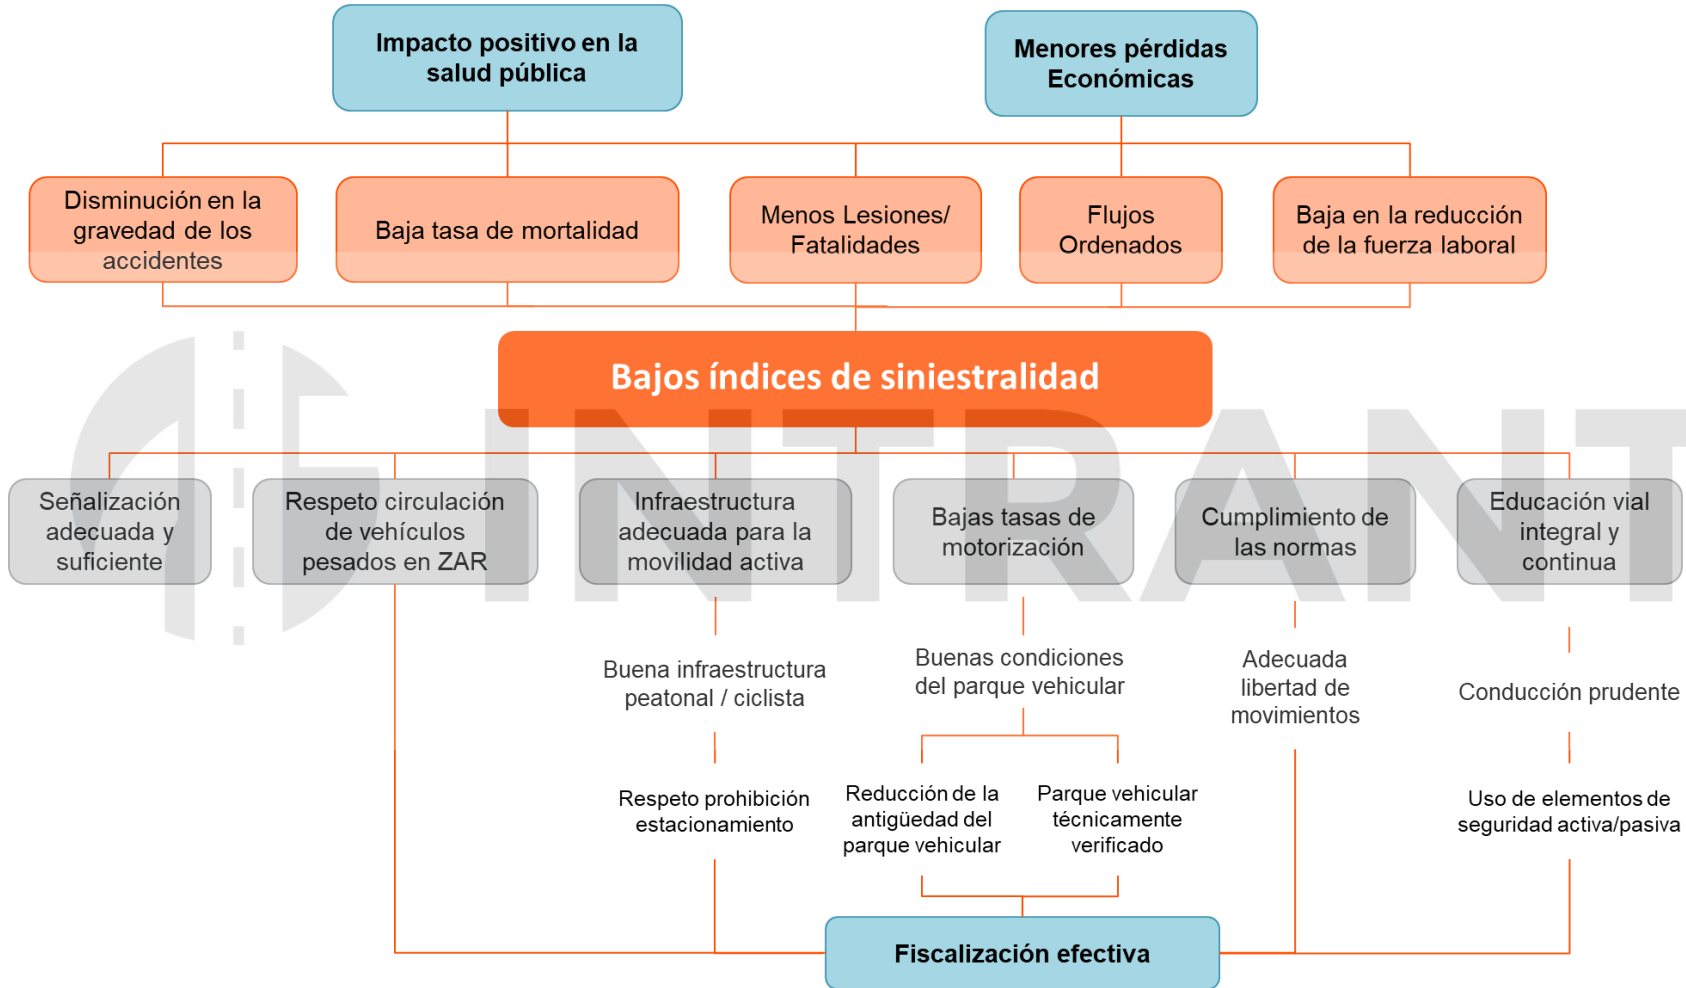 Impacto positivo en la
salud pública
Menores pérdidas
Económicas
Disminución en la
gravedad de los
accidentes
Baja tasa de mortalidad
Menos Lesiones/
Fatalidades
Flujos
Ordenados
Baja en la reducción
de la fuerza laboral
Bajos índices de siniestralidad
INTRANT
Señalización
adecuada y
suficiente
Respeto circulación
de vehículos
pesados en ZAR
Infraestructura
adecuada para la
movilidad activa
Bajas tasas de
motorización
Cumplimiento de
las normas
Educación vial
integral y
continua
Buena infraestructura
peatonal / ciclista
Buenas condiciones
del parque vehicular
Adecuada
libertad de
movimientos
Conducción prudente
Respeto prohibición
estacionamiento
Reducción de la
antigüedad del
parque vehicular
Parque vehicular
técnicamente
verificado
Uso de elementos de
seguridad activa/pasiva
Fiscalización efectiva